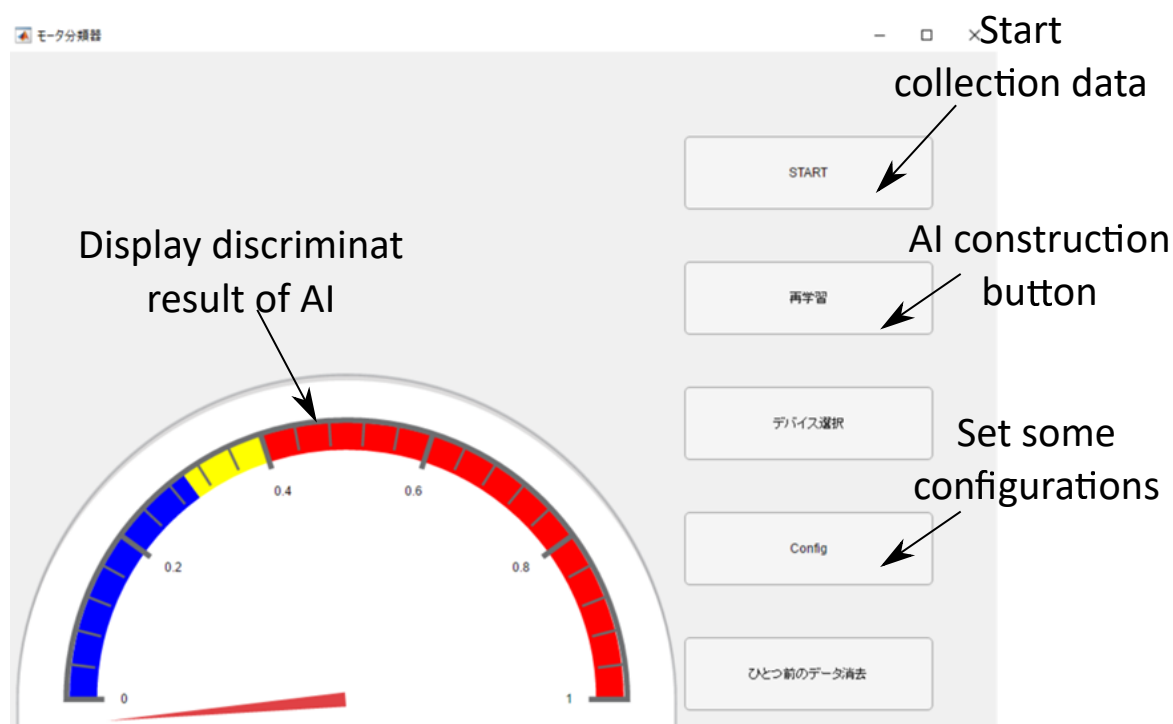 モータ分類器
Start
collection data
START
AI construction
button
再学習
Display discriminat
result of AI
デバイス選択
Set some
configurations
Config
ひとつ前のデータ消去
0
0.2
0.4
0.6
0.8
1